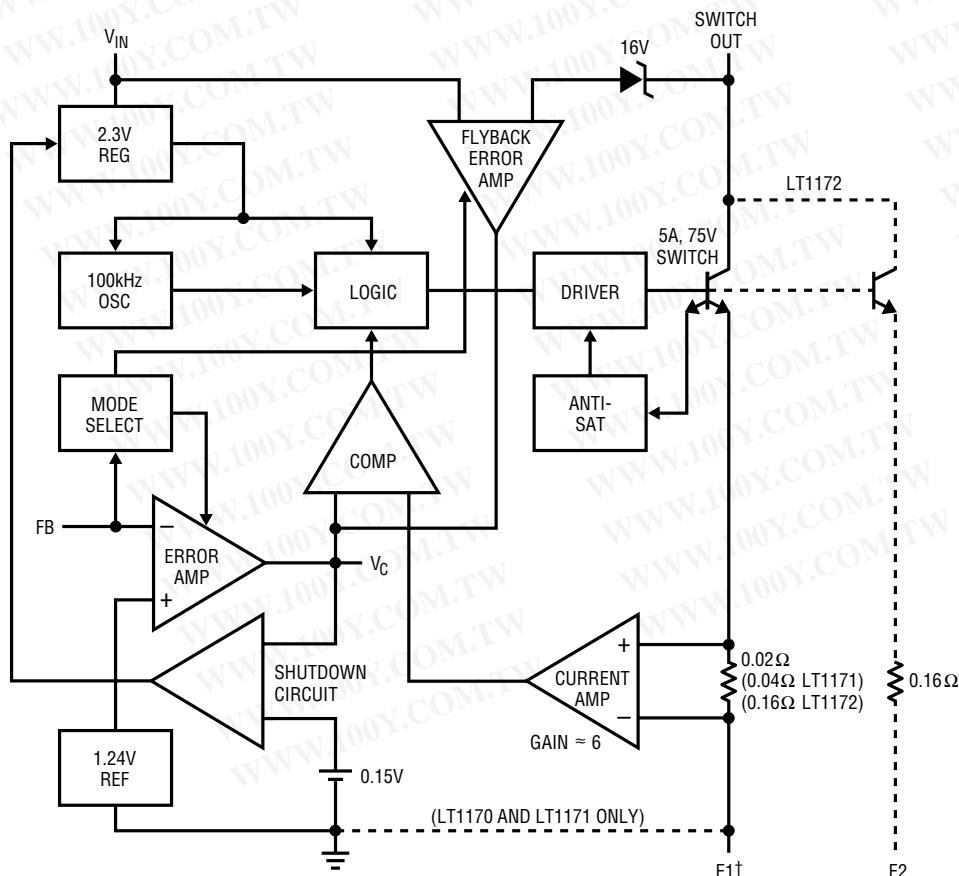 SWITCH
OUT
V_IN
16V
2.3V
REG
FLYBACK
ERROR
AMP
LT1172
5A, 75V
SWITCH
100kHz
OSC
LOGIC
DRIVER
MODE
SELECT
ANTI-
SAT
COMP
FB
−
ERROR
AMP
+
V_C
SHUTDOWN
CIRCUIT
+
CURRENT
AMP
−
GAIN ≈ 6
0.02Ω
(0.04Ω LT1171)
(0.16Ω LT1172)
0.16Ω
1.24V
REF
0.15V
(LT1170 AND LT1171 ONLY)
E1†
E2
WWW.100Y.COM.TW